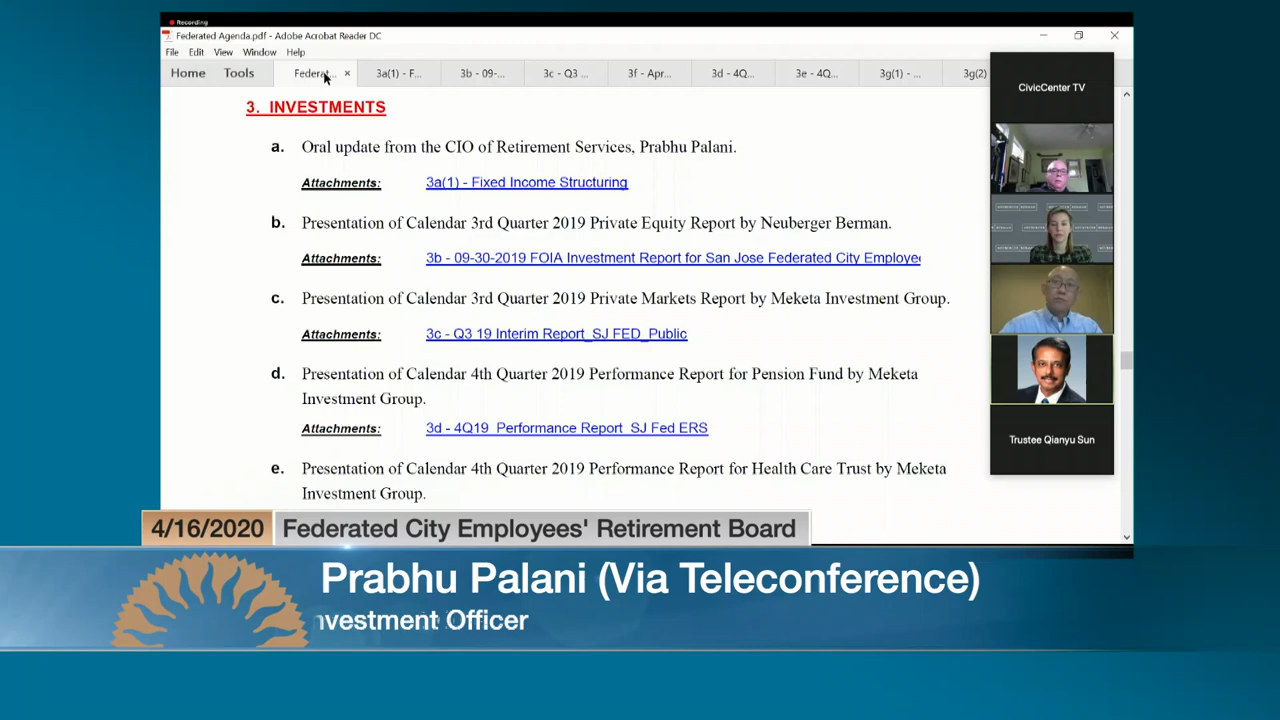 Recording
Federated Agenda.pdf - Adobe Acrobat Reader DC
File Edit View Window Help
Home Tools Federat... × 3a(1) - F... 3b - 09-... 3c - Q3 ... 3f - Apr... 3d - 4Q... 3e - 4Q... 3g(1) - ... 3g(2)
3. INVESTMENTS
a. Oral update from the CIO of Retirement Services, Prabhu Palani.
Attachments: 3a(1) - Fixed Income Structuring
b. Presentation of Calendar 3rd Quarter 2019 Private Equity Report by Neuberger Berman.
Attachments: 3b - 09-30-2019 FOIA Investment Report for San Jose Federated City Employee
c. Presentation of Calendar 3rd Quarter 2019 Private Markets Report by Meketa Investment Group.
Attachments: 3c - Q3 19 Interim Report_SJ FED_Public
d. Presentation of Calendar 4th Quarter 2019 Performance Report for Pension Fund by Meketa
Investment Group.
Attachments: 3d - 4Q19 Performance Report SJ Fed ERS
e. Presentation of Calendar 4th Quarter 2019 Performance Report for Health Care Trust by Meketa
Investment Group.
CivicCenter TV
Trustee Qianyu Sun
4/16/2020 Federated City Employees' Retirement Board
Prabhu Palani (Via Teleconference)
nvestment Officer